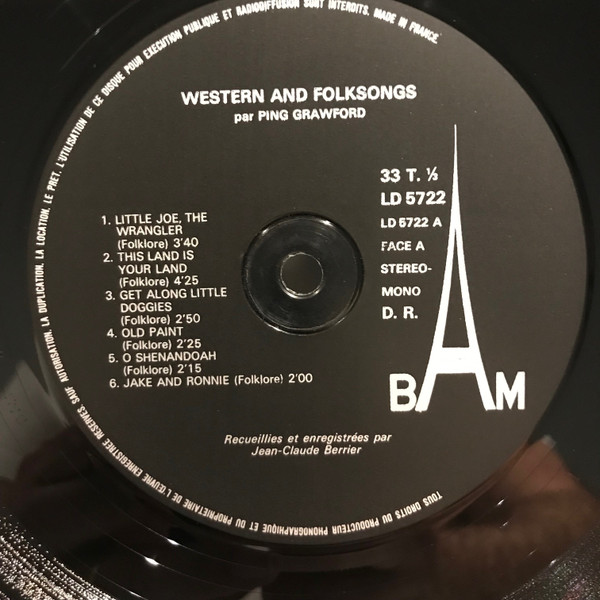 TOUS DROITS DU PRODUCTEUR PHONOGRAPHIQUE ET DU PROPRIETAIRE DE L'ŒUVRE ENREGISTREE RESERVES. SAUF AUTORISATION, LA DUPLICATION, LA LOCATION, LE PRET, L'UTILISATION DE CE DISQUE POUR EXECUTION PUBLIQUE ET RADIODIFFUSION SONT INTERDITS. MADE IN FRANCE
WESTERN AND FOLKSONGS
par PING GRAWFORD
33 T. ⅓
LD 5722
LD 5722 A
FACE A
STEREO-
MONO
D. R.
1. LITTLE JOE, THE
WRANGLER
(Folklore) 3'40
2. THIS LAND IS
YOUR LAND
(Folklore) 4'25
3. GET ALONG LITTLE
DOGGIES
(Folklore) 2'50
4. OLD PAINT
(Folklore) 2'25
5. O SHENANDOAH
(Folklore) 2'15
6. JAKE AND RONNIE (Folklore) 2'00
BAM
Recueillies et enregistrées par
Jean-Claude Berrier